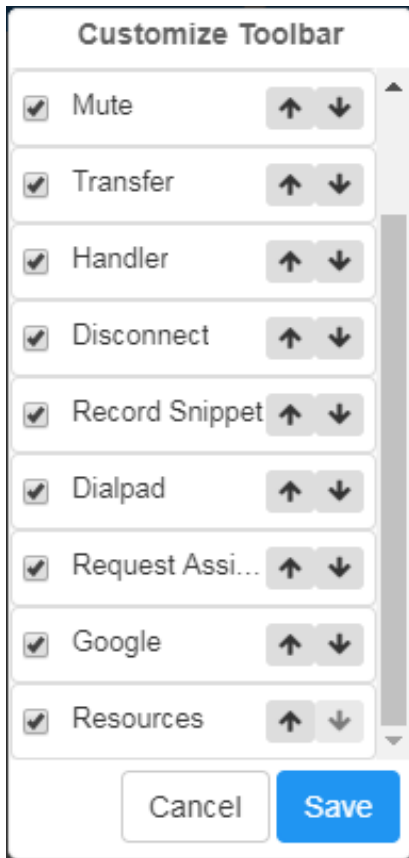 Customize Toolbar
Mute
Transfer
Handler
Disconnect
Record Snippet
Dialpad
Request Assi...
Google
Resources
Cancel Save